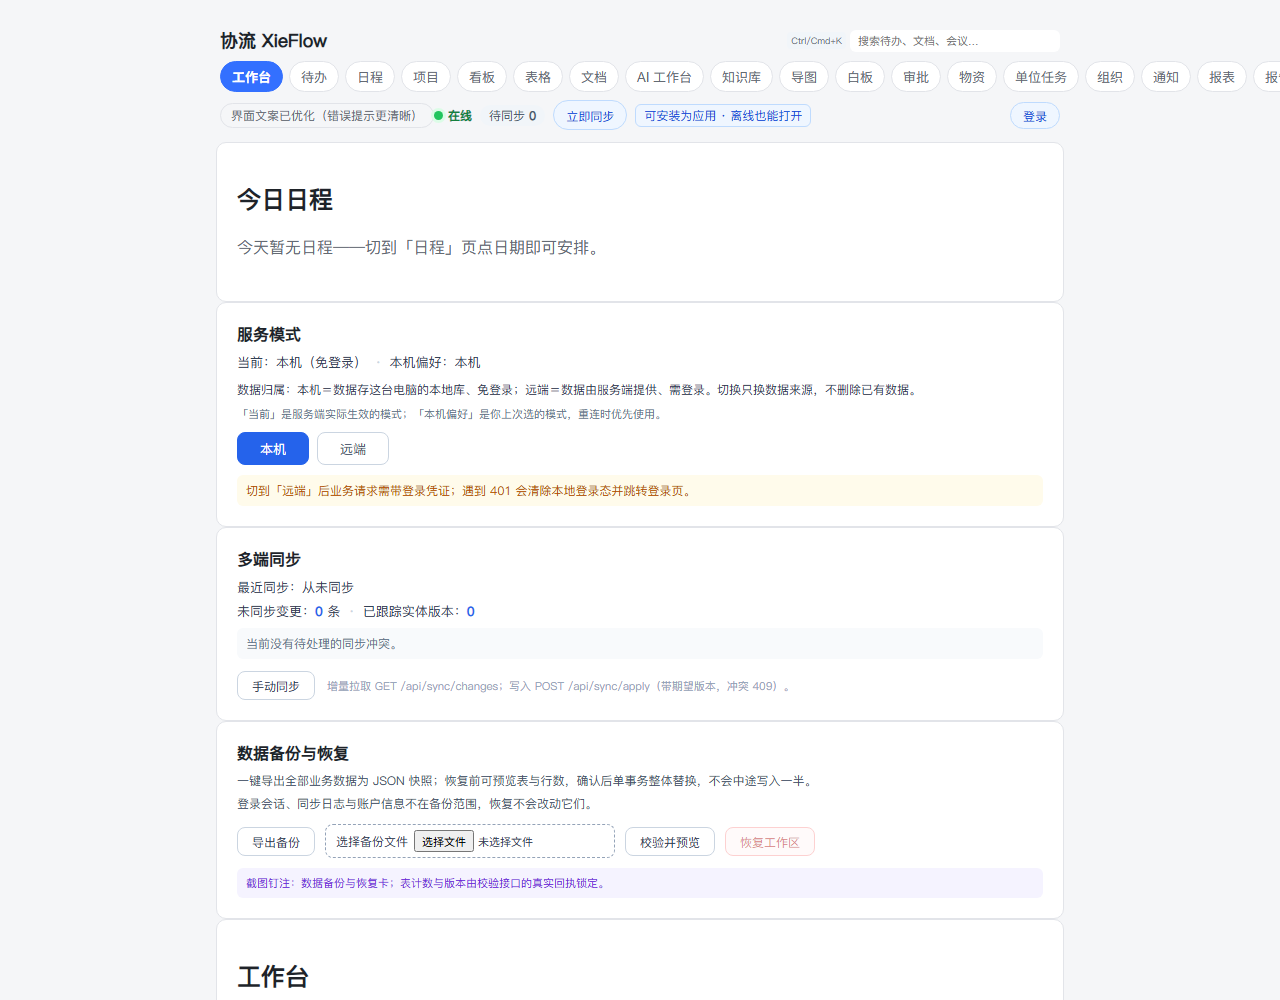 协流 XieFlow
Ctrl/Cmd+K 搜索待办、文档、会议…
工作台 待办 日程 项目 看板 表格 文档 AI 工作台 知识库 导图 白板 审批 物资 单位任务 组织 通知 报表
界面文案已优化（错误提示更清晰） 在线 待同步 0 立即同步 可安装为应用 · 离线也能打开 登录
今日日程
今天暂无日程——切到「日程」页点日期即可安排。
服务模式
当前：本机（免登录） · 本机偏好：本机
数据归属：本机＝数据存这台电脑的本地库、免登录；远端＝数据由服务端提供、需登录。切换只换数据来源，不删除已有数据。
「当前」是服务端实际生效的模式；「本机偏好」是你上次选的模式，重连时优先使用。
本机 远端
切到「远端」后业务请求需带登录凭证；遇到 401 会清除本地登录态并跳转登录页。
多端同步
最近同步：从未同步
未同步变更：0 条 · 已跟踪实体版本：0
当前没有待处理的同步冲突。
手动同步 增量拉取 GET /api/sync/changes；写入 POST /api/sync/apply（带期望版本，冲突 409）。
数据备份与恢复
一键导出全部业务数据为 JSON 快照；恢复前可预览表与行数，确认后单事务整体替换，不会中途写入一半。
登录会话、同步日志与账户信息不在备份范围，恢复不会改动它们。
导出备份 选择备份文件 选择文件 未选择文件 校验并预览 恢复工作区
截图钉注：数据备份与恢复卡；表计数与版本由校验接口的真实回执锁定。
工作台